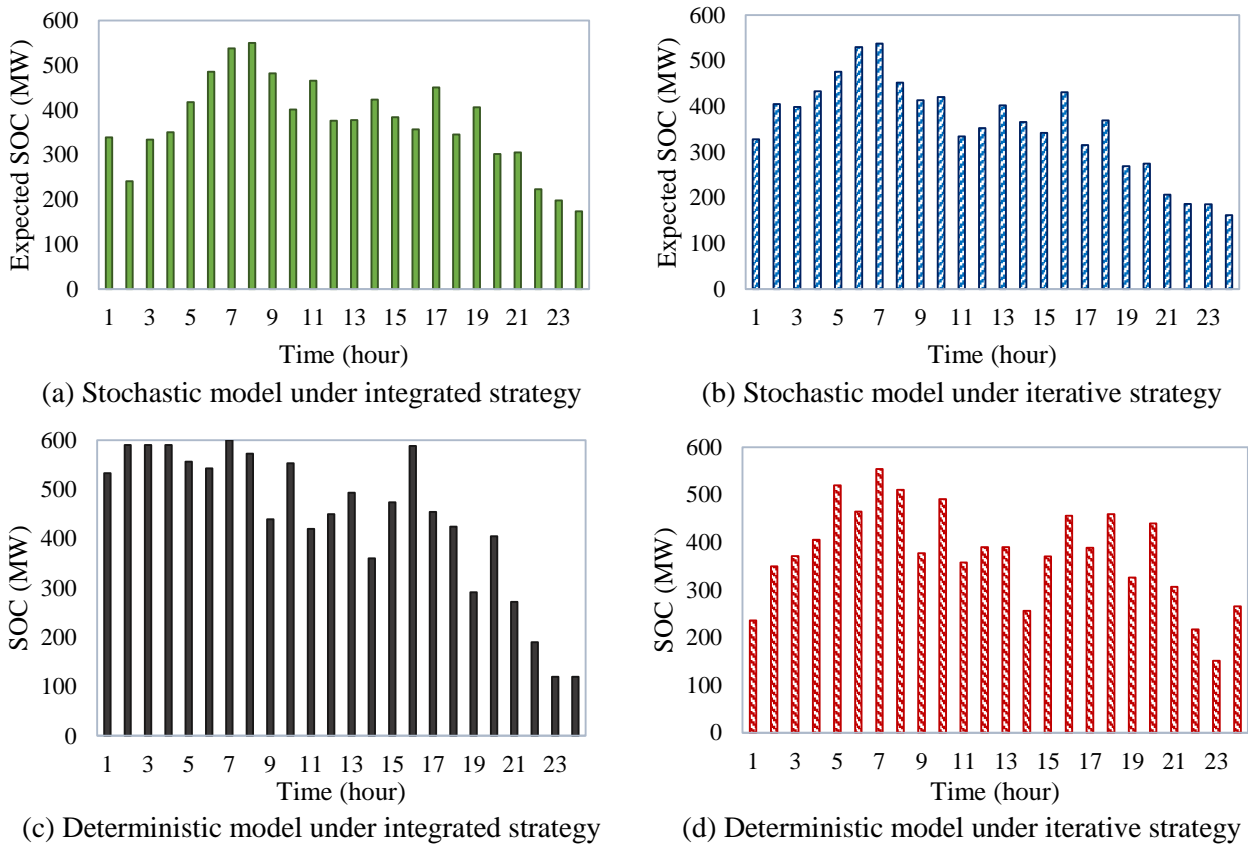 600
500
400
300
200
100
0
Expected SOC (MW)
1 3 5 7 9 11 13 15 17 19 21 23
Time (hour)
(a) Stochastic model under integrated strategy
600
500
400
300
200
100
0
Expected SOC (MW)
1 3 5 7 9 11 13 15 17 19 21 23
Time (hour)
(b) Stochastic model under iterative strategy
600
500
400
300
200
100
0
SOC (MW)
1 3 5 7 9 11 13 15 17 19 21 23
Time (hour)
(c) Deterministic model under integrated strategy
600
500
400
300
200
100
0
SOC (MW)
1 3 5 7 9 11 13 15 17 19 21 23
Time (hour)
(d) Deterministic model under iterative strategy